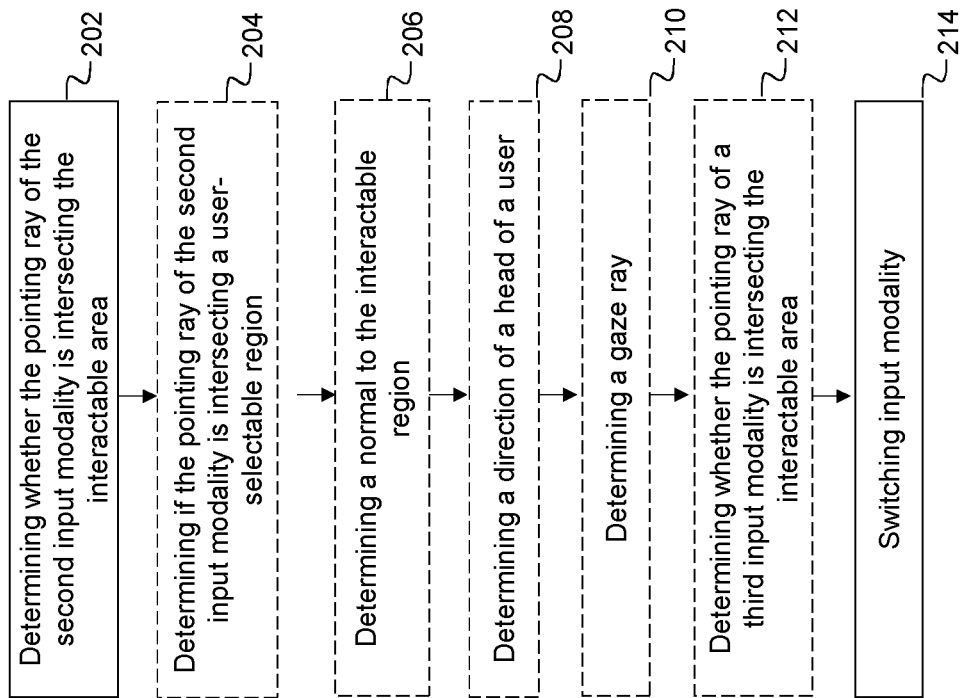 Determining whether the pointing ray of the
second input modality is intersecting the
interactable area
202
Determining if the pointing ray of the second
input modality is intersecting a user-
selectable region
204
Determining a normal to the interactable
region
206
Determining a direction of a head of a user
208
Determining a gaze ray
210
Determining whether the pointing ray of a
third input modality is intersecting the
interactable area
212
Switching input modality
214